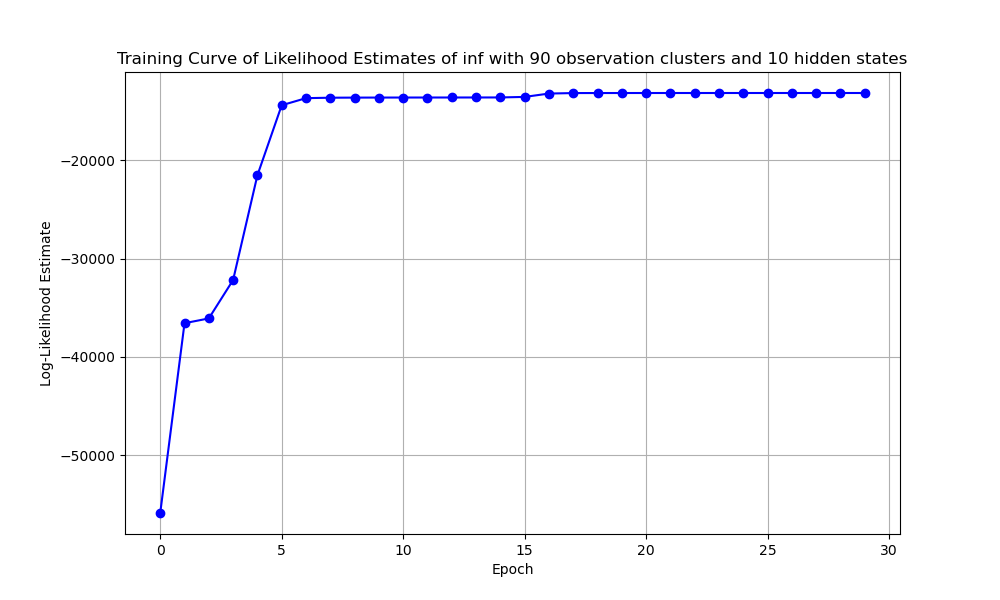 Training Curve of Likelihood Estimates of inf with 90 observation clusters and 10 hidden states
Log-Likelihood Estimate
−20000
−30000
−40000
−50000
0 5 10 15 20 25 30
Epoch